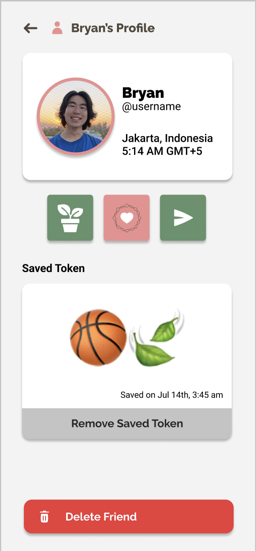 Bryan's Profile
Bryan
@username
Jakarta, Indonesia
5:14 AM GMT+5
Saved Token
Saved on Jul 14th, 3:45 am
Remove Saved Token
Delete Friend